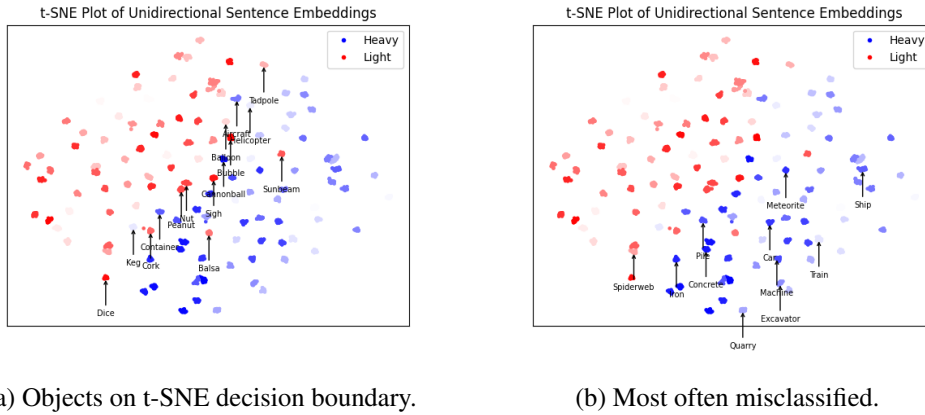 t-SNE Plot of Unidirectional Sentence Embeddings
Heavy
Light
Tadpole
Aircraft
Helicopter
Balloon
Bubble
Cannonball
Sunbeam
Nut
Sigh
Peanut
Container
Keg
Cork
Balsa
Dice
a) Objects on t-SNE decision boundary.
t-SNE Plot of Unidirectional Sentence Embeddings
Heavy
Light
Meteorite
Ship
Car
Pike
Train
Spiderweb
Iron
Concrete
Machine
Excavator
Quarry
(b) Most often misclassified.